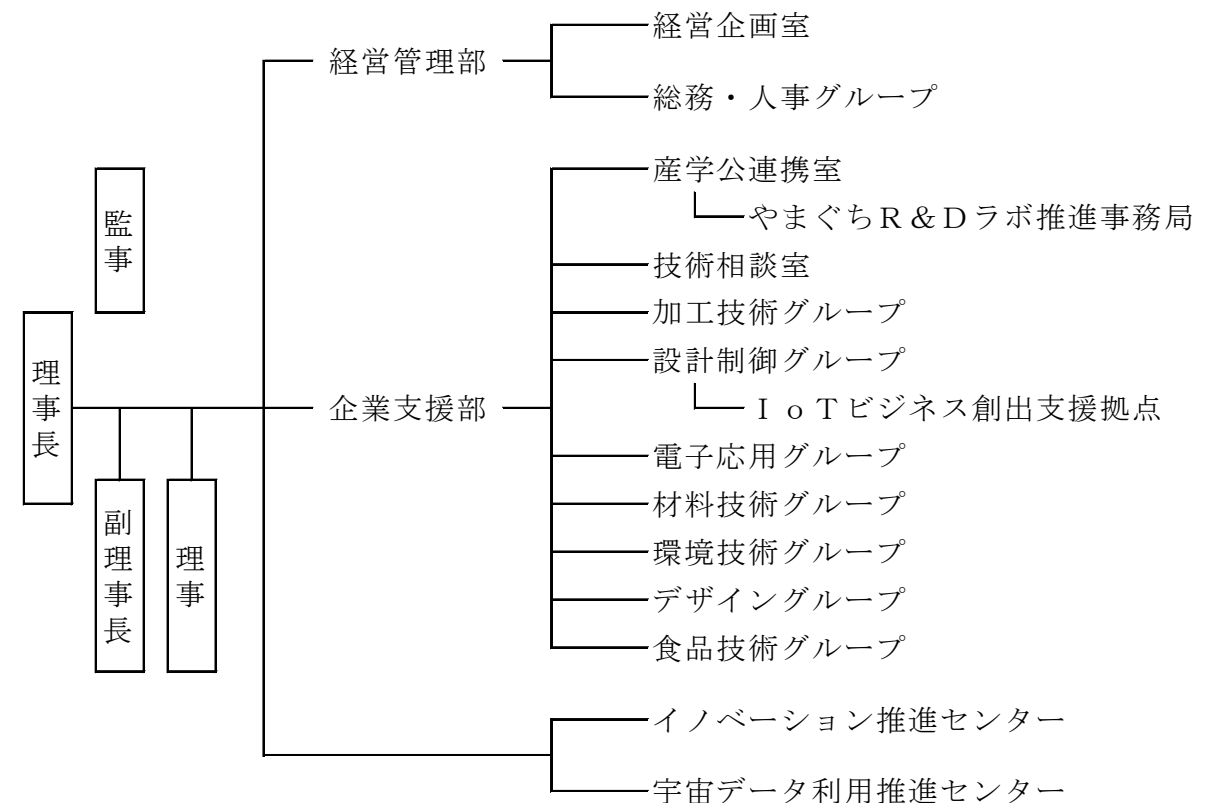 経営企画室
経営管理部
総務・人事グループ
監事
産学公連携室
やまぐちR&Dラボ推進事務局
技術相談室
加工技術グループ
理事長
設計制御グループ
企業支援部
IoTビジネス創出支援拠点
電子応用グループ
副理事長
理事
材料技術グループ
環境技術グループ
デザイングループ
食品技術グループ
イノベーション推進センター
宇宙データ利用推進センター